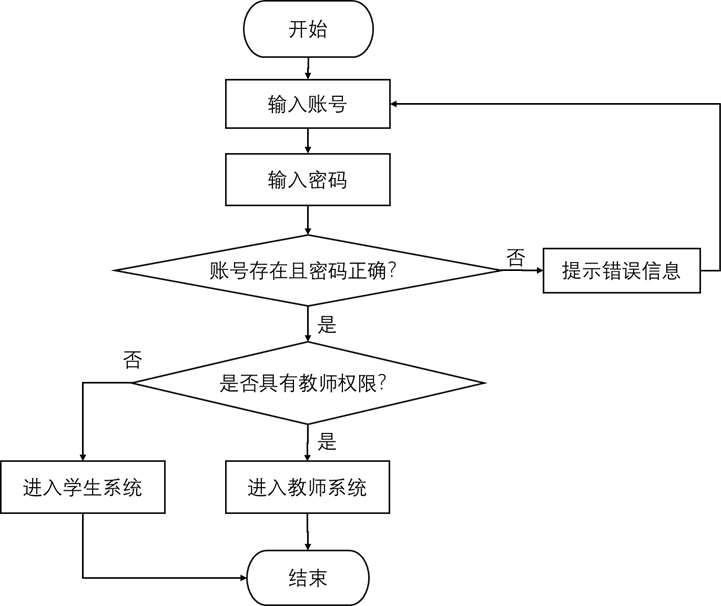 开始
输入账号
输入密码
账号存在且密码正确?
否
提示错误信息
是
否
是否具有教师权限?
是
进入学生系统
进入教师系统
结束